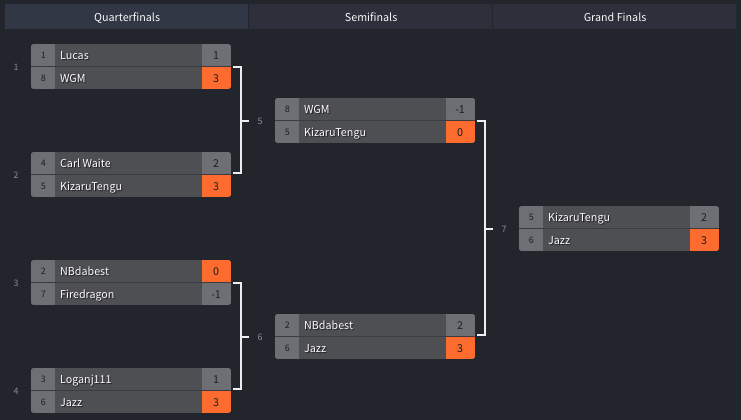 Quarterfinals Semifinals Grand Finals
1
1 Lucas 1
8 WGM 3
2
4 Carl Waite 2
5 KizaruTengu 3
3
2 NBdabest 0
7 Firedragon -1
4
3 Loganj111 1
6 Jazz 3
5
8 WGM -1
5 KizaruTengu 0
6
2 NBdabest 2
6 Jazz 3
7
5 KizaruTengu 2
6 Jazz 3